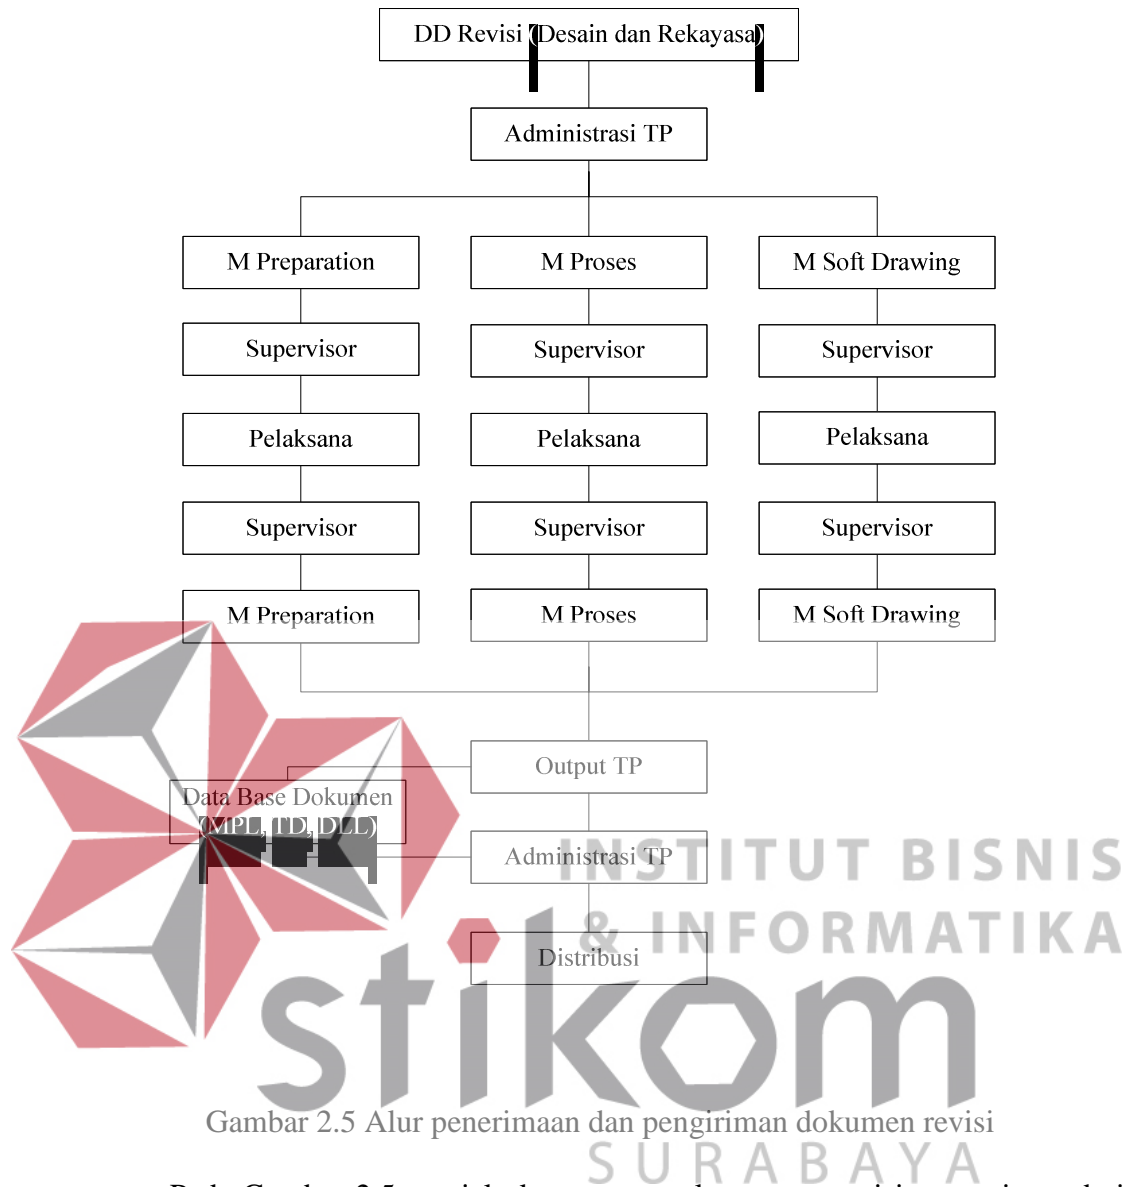 DD Revisi (Desain dan Rekayasa)
Administrasi TP
M Preparation
M Proses
M Soft Drawing
Supervisor
Supervisor
Supervisor
Pelaksana
Pelaksana
Pelaksana
Supervisor
Supervisor
Supervisor
M Preparation
M Proses
M Soft Drawing
Output TP
Data Base Dokumen
(MPL, TD, DLL)
Administrasi TP
INSTITUT BISNIS
& INFORMATIKA
Distribusi
stikom
Gambar 2.5 Alur penerimaan dan pengiriman dokumen revisi
SURABAYA